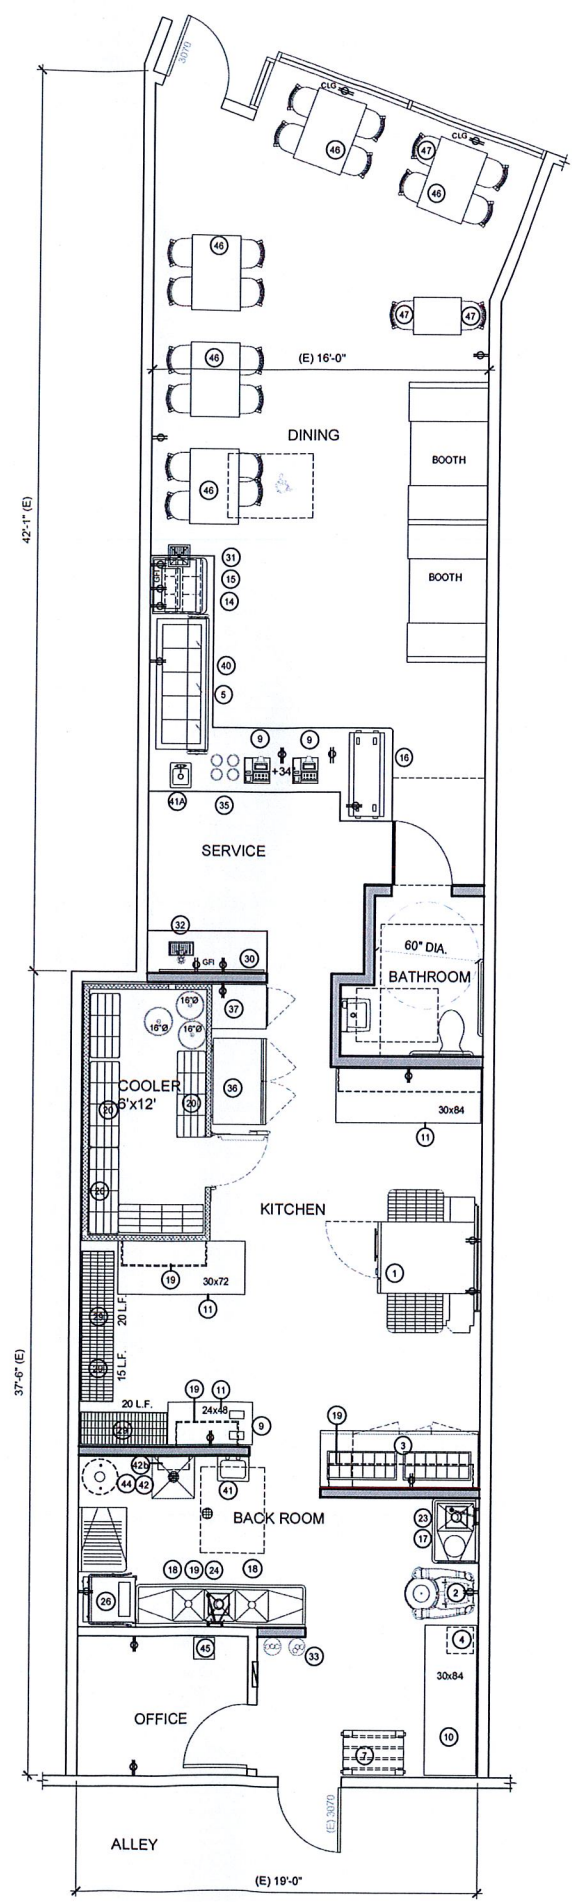 3070
CLG
46
CLG
47
46
46
47
47
46
(E) 16'-0"
DINING
BOOTH
46
42'-1" (E)
31
GFI
15
BOOTH
14
40
5
9
9
16
+34
41A
35
SERVICE
32
60" DIA.
GFI
30
BATHROOM
16"Ø
37
16"Ø
16"Ø
COOLER
6'x12'
36
20
20
30x84
11
20
KITCHEN
1
19
30x72
11
29
20 L.F.
37'-6" (E)
29
15 L.F.
20 L.F.
19
11
24x48
19
29
9
3
42b
44
42
41
BACK ROOM
23
17
18
19
24
18
26
2
45
33
4
30x84
OFFICE
7
10
(E) 3070
ALLEY
(E) 19'-0"